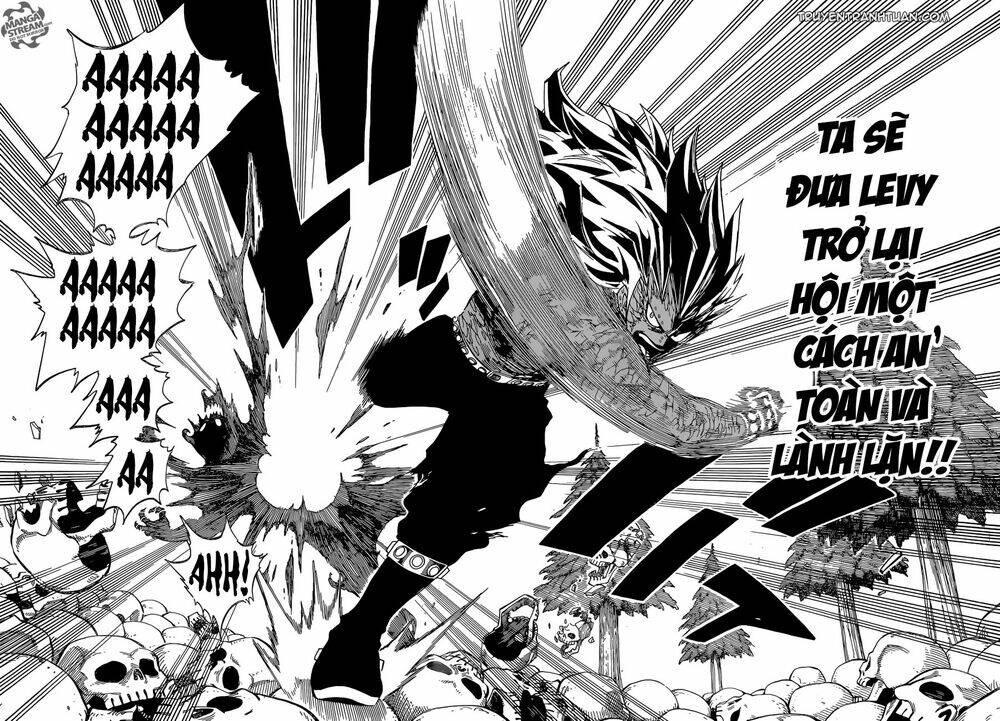 MANGA
STREAM
TRUYENTRANHTUAN.COM
AAAAA
AAAAA
AAAAA
AAAAA
AAAAA
AAA
AA
AHH!
TA SẼ
ĐƯA LEVY
TRỞ LẠI
HỘI MỘT
CÁCH AN
TOÀN VÀ
LÀNH LẶN!!